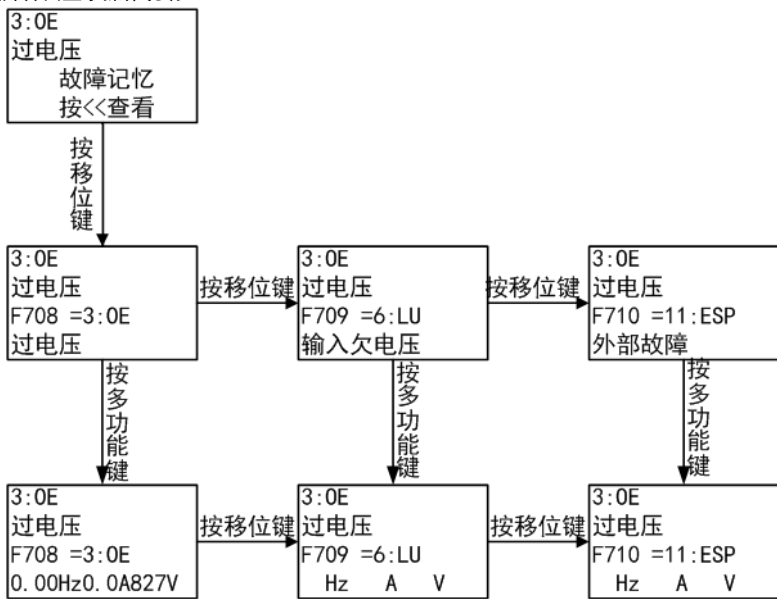 3:OE
过电压
故障记忆
按<<查看
按移位键
3:OE
过电压
F708 =3:OE
过电压
按移位键
3:OE
过电压
F709 =6:LU
输入欠电压
按移位键
3:OE
过电压
F710 =11:ESP
外部故障
按多功能键
按多功能键
按多功能键
3:OE
过电压
F708 =3:OE
0.00Hz0.0A827V
按移位键
3:OE
过电压
F709 =6:LU
Hz A V
按移位键
3:OE
过电压
F710 =11:ESP
Hz A V